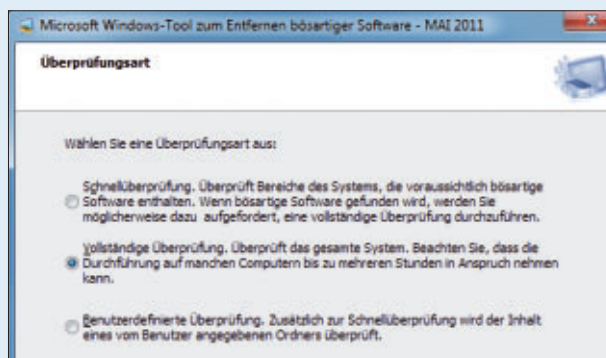 Microsoft Windows-Tool zum Entfernen bösartiger Software - MAI 2011
Überprüfungsart
Wählen Sie eine Überprüfungsart aus:
Schnellüberprüfung. Überprüft Bereiche des Systems, die voraussichtlich bösartige
Software enthalten. Wenn bösartige Software gefunden wird, werden Sie
möglicherweise dazu aufgefordert, eine vollständige Überprüfung durchzuführen.
Vollständige Überprüfung. Überprüft das gesamte System. Beachten Sie, dass die
Durchführung auf manchen Computern bis zu mehreren Stunden in Anspruch nehmen
kann.
Benutzerdefinierte Überprüfung. Zusätzlich zur Schnellüberprüfung wird der Inhalt
eines vom Benutzer angegebenen Ordners überprüft.